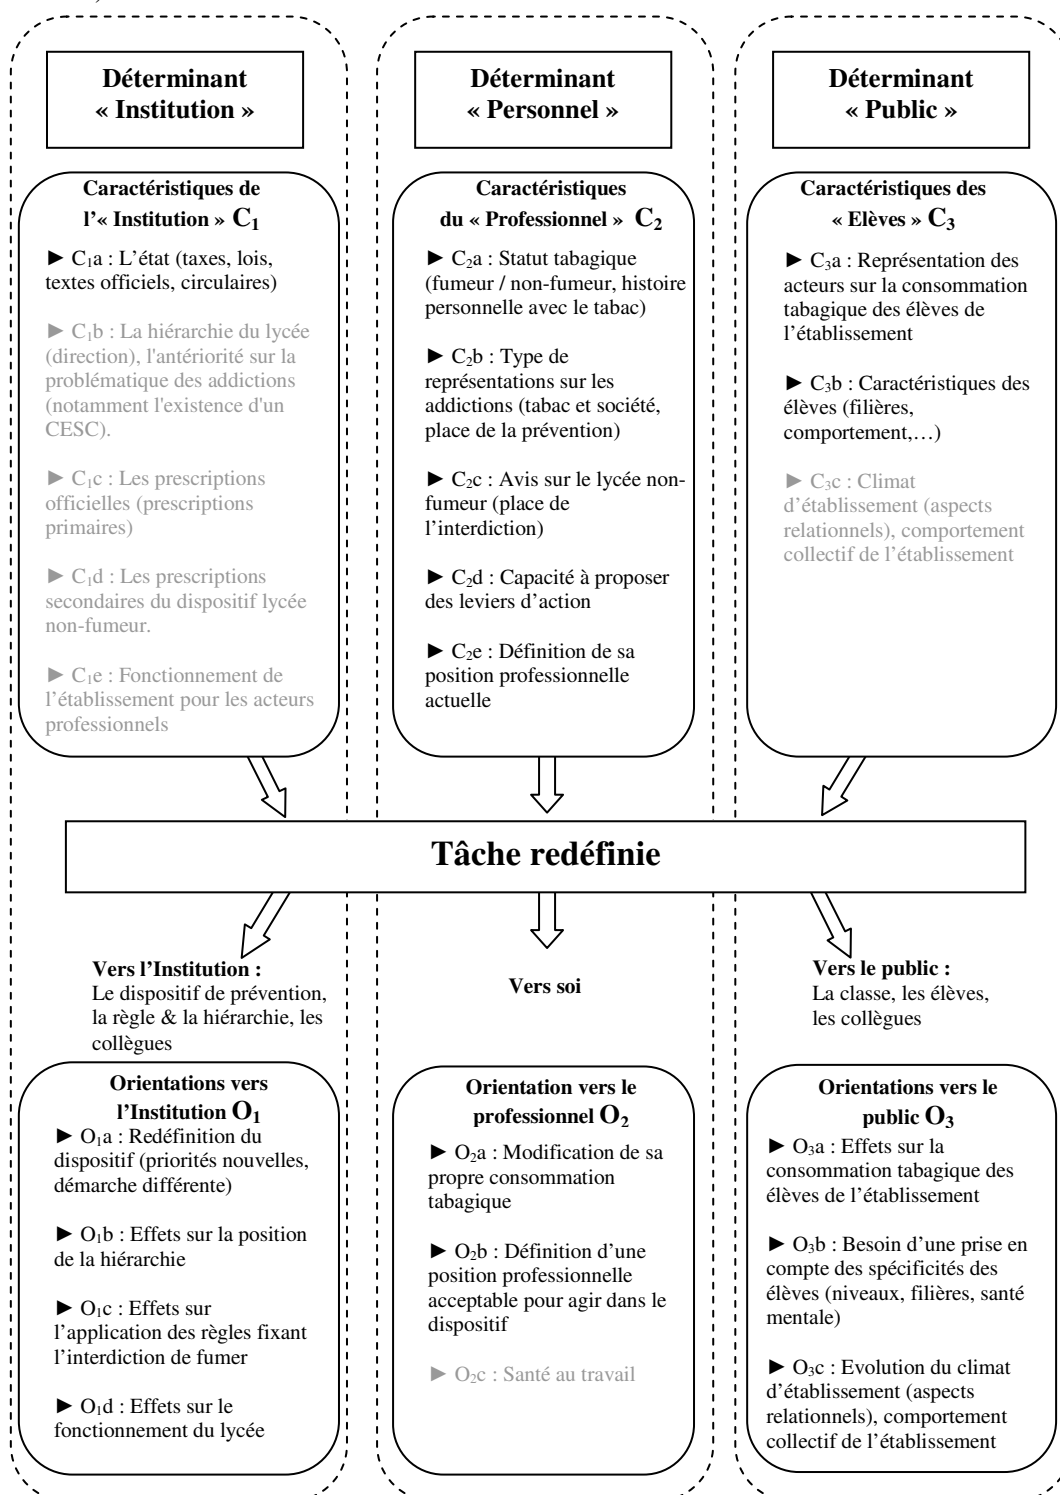 Déterminant
« Institution »
Déterminant
« Personnel »
Déterminant
« Public »
Caractéristiques de
l'« Institution » C1
► C1a : L'état (taxes, lois,
textes officiels, circulaires)
► C1b : La hiérarchie du lycée
(direction), l'antériorité sur la
problématique des addictions
(notamment l'existence d'un
CESC).
► C1c : Les prescriptions
officielles (prescriptions
primaires)
► C1d : Les prescriptions
secondaires du dispositif lycée
non-fumeur.
► C1e : Fonctionnement de
l'établissement pour les acteurs
professionnels
Caractéristiques
du « Professionnel » C2
► C2a : Statut tabagique
(fumeur / non-fumeur, histoire
personnelle avec le tabac)
► C2b : Type de
représentations sur les
addictions (tabac et société,
place de la prévention)
► C2c : Avis sur le lycée non-
fumeur (place de
l'interdiction)
► C2d : Capacité à proposer
des leviers d'action
► C2e : Définition de sa
position professionnelle
actuelle
Caractéristiques des
« Elèves » C3
► C3a : Représentation des
acteurs sur la consommation
tabagique des élèves de
l'établissement
► C3b : Caractéristiques des
élèves (filières,
comportement,…)
► C3c : Climat
d'établissement (aspects
relationnels), comportement
collectif de l'établissement
Tâche redéfinie
Vers l'Institution :
Le dispositif de prévention,
la règle & la hiérarchie, les
collègues
Vers soi
Vers le public :
La classe, les élèves,
les collègues
Orientations vers
l'Institution O1
► O1a : Redéfinition du
dispositif (priorités nouvelles,
démarche différente)
► O1b : Effets sur la position
de la hiérarchie
► O1c : Effets sur
l'application des règles fixant
l'interdiction de fumer
► O1d : Effets sur le
fonctionnement du lycée
Orientation vers le
professionnel O2
► O2a : Modification de sa
propre consommation
tabagique
► O2b : Définition d'une
position professionnelle
acceptable pour agir dans le
dispositif
► O2c : Santé au travail
Orientations vers le
public O3
► O3a : Effets sur la
consommation tabagique des
élèves de l'établissement
► O3b : Besoin d'une prise en
compte des spécificités des
élèves (niveaux, filières, santé
mentale)
► O3c : Evolution du climat
d'établissement (aspects
relationnels), comportement
collectif de l'établissement